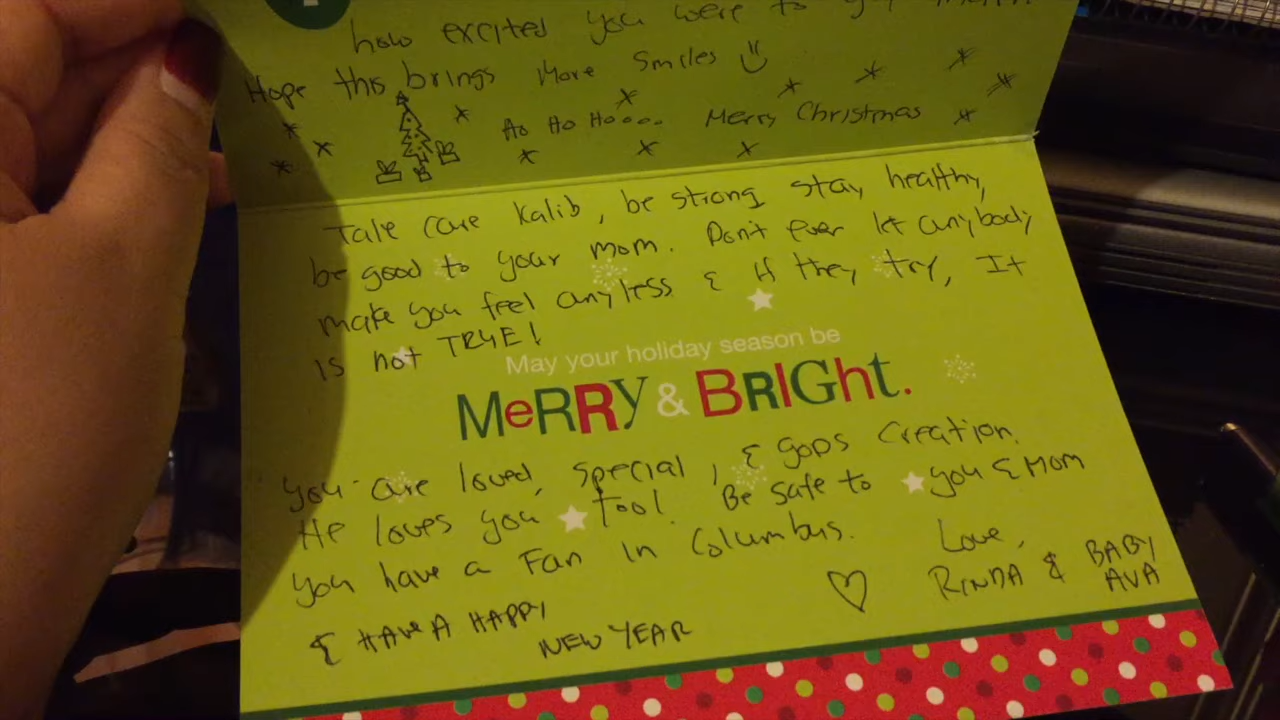 how excited you were to get
Hope this brings More Smiles
Ho Ho Ho.... Merry Christmas
Take care Kalib, be strong stay healthy,
be good to your mom. Don't ever let anybody
make you feel any less & if they try, It
is not TRUE!
May your holiday season be
MeRRy & BRIGht.
You are loved, special, & GODS Creation.
He loves you too! Be safe to you & MOM
You have a Fan in Columbus.
Love,
RINDA & BABY
AVA
& HAVE A HAPPY
NEW YEAR